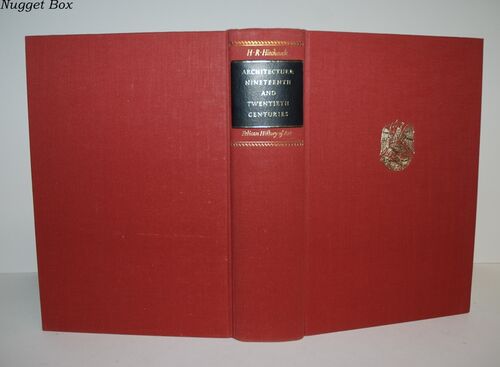 Nugget Box
H·R·Hitchcock
ARCHITECTURE:
NINETEENTH
AND
TWENTIETH
CENTURIES
Pelican History of Art